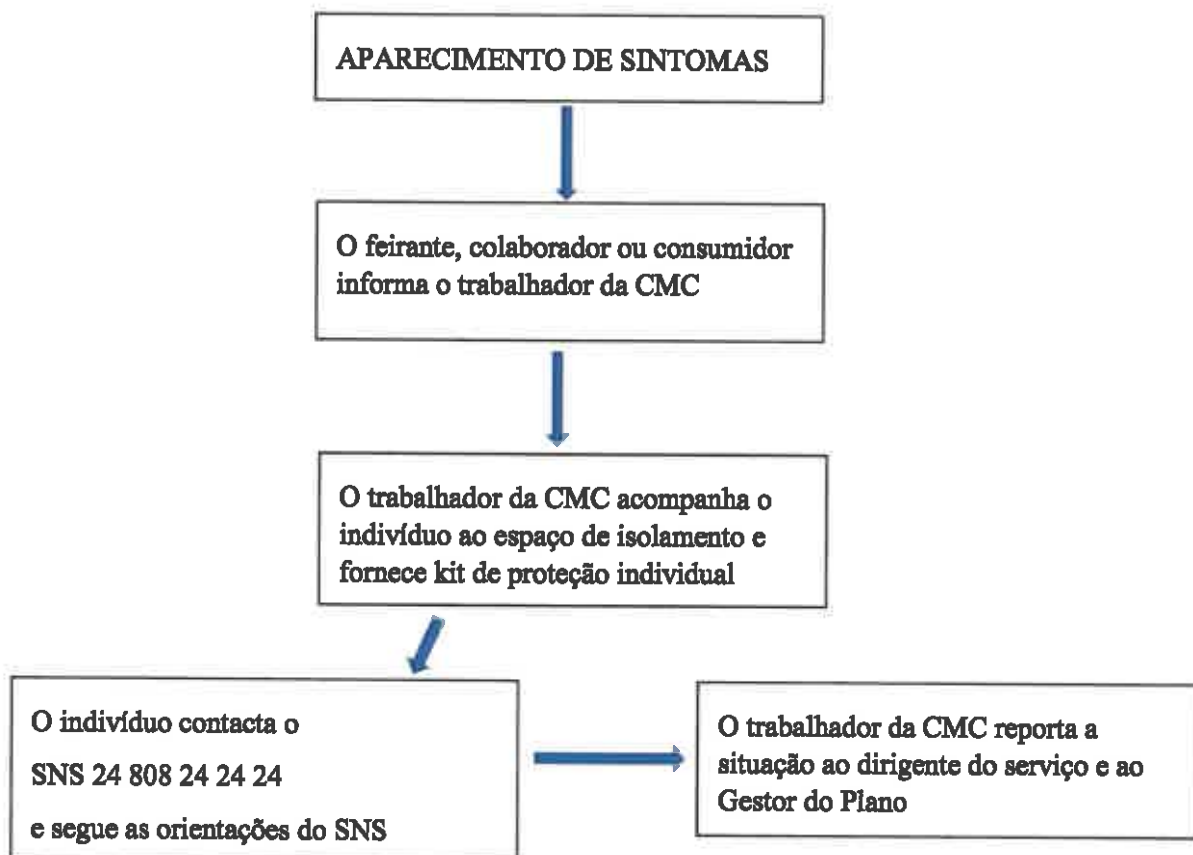 APARECIMENTO DE SINTOMAS
O feirante, colaborador ou consumidor
informa o trabalhador da CMC
O trabalhador da CMC acompanha o
indivíduo ao espaço de isolamento e
fornece kit de proteção individual
O indivíduo contacta o
SNS 24 808 24 24 24
e segue as orientações do SNS
O trabalhador da CMC reporta a
situação ao dirigente do serviço e ao
Gestor do Plano